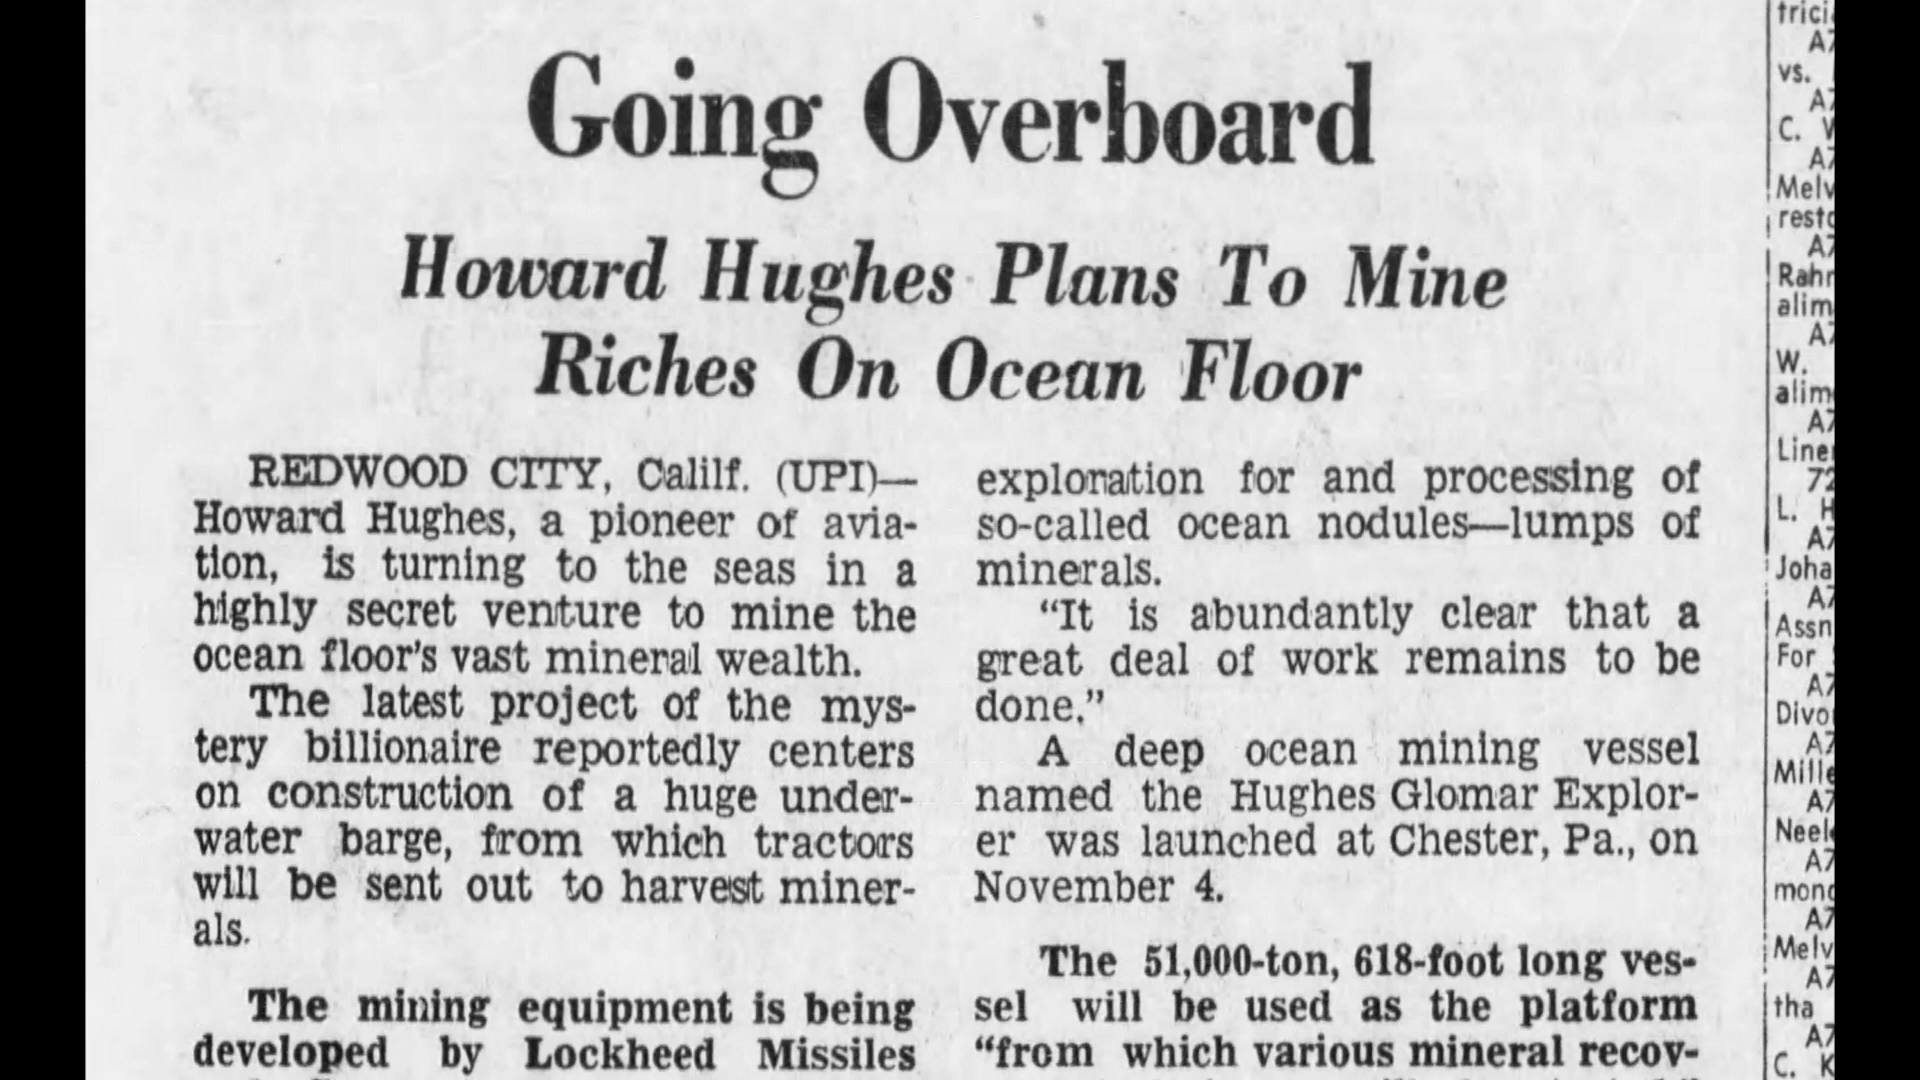 Going Overboard
Howard Hughes Plans To Mine
Riches On Ocean Floor
REDWOOD CITY, Calilf. (UPI)—
Howard Hughes, a pioneer of avia-
tion, is turning to the seas in a
highly secret venture to mine the
ocean floor's vast mineral wealth.
The latest project of the mys-
tery billionaire reportedly centers
on construction of a huge under-
water barge, from which tractors
will be sent out to harvest miner-
als.
The mining equipment is being
developed by Lockheed Missiles
exploration for and processing of
so-called ocean nodules—lumps of
minerals.
“It is abundantly clear that a
great deal of work remains to be
done.”
A deep ocean mining vessel
named the Hughes Glomar Explor-
er was launched at Chester, Pa., on
November 4.
The 51,000-ton, 618-foot long ves-
sel will be used as the platform
“from which various mineral recov-
vs.
C.
W.
L.
For
tha
C. K